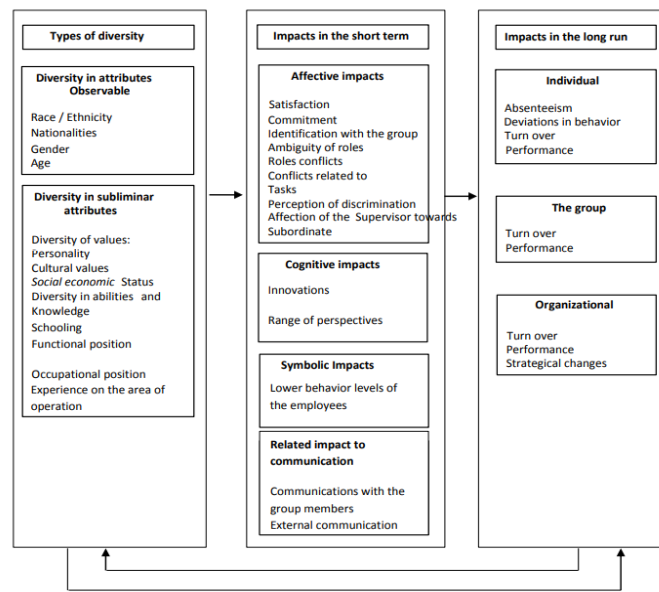 Types of diversity
Diversity in attributes
Observable
Race / Ethnicity
Nationalities
Gender
Age
Diversity in subliminar
attributes
Diversity of values:
Personality
Cultural values
Social economic Status
Diversity in abilities and
Knowledge
Schooling
Functional position
Occupational position
Experience on the area of
operation
Impacts in the short term
Affective impacts
Satisfaction
Commitment
Identification with the group
Ambiguity of roles
Roles conflicts
Conflicts related to
Tasks
Perception of discrimination
Affection of the Supervisor towards
Subordinate
Cognitive impacts
Innovations
Range of perspectives
Symbolic Impacts
Lower behavior levels of
the employees
Related impact to
communication
Communications with the
group members
External communication
Impacts in the long run
Individual
Absenteeism
Deviations in behavior
Turn over
Performance
The group
Turn over
Performance
Organizational
Turn over
Performance
Strategical changes